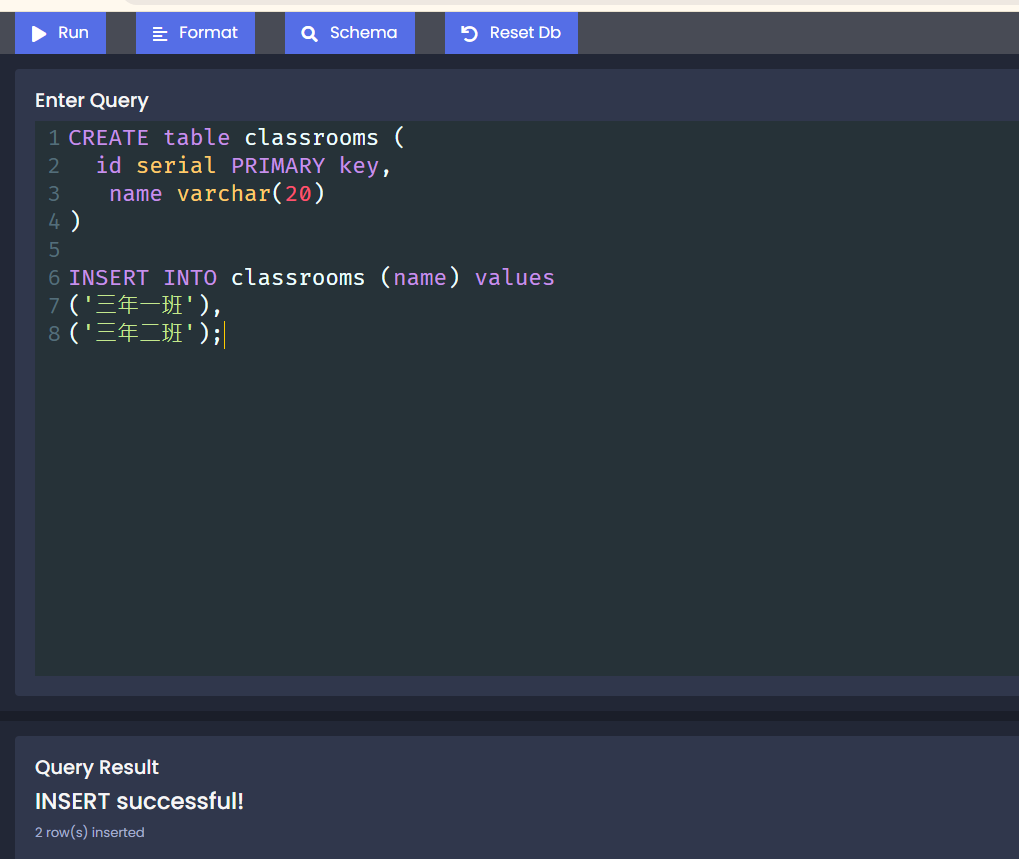 Run Format Schema Reset Db
Enter Query
1 CREATE table classrooms (
2 id serial PRIMARY key,
3 name varchar(20)
4 )
5
6 INSERT INTO classrooms (name) values
7 ('三年一班'),
8 ('三年二班');
Query Result
INSERT successful!
2 row(s) inserted